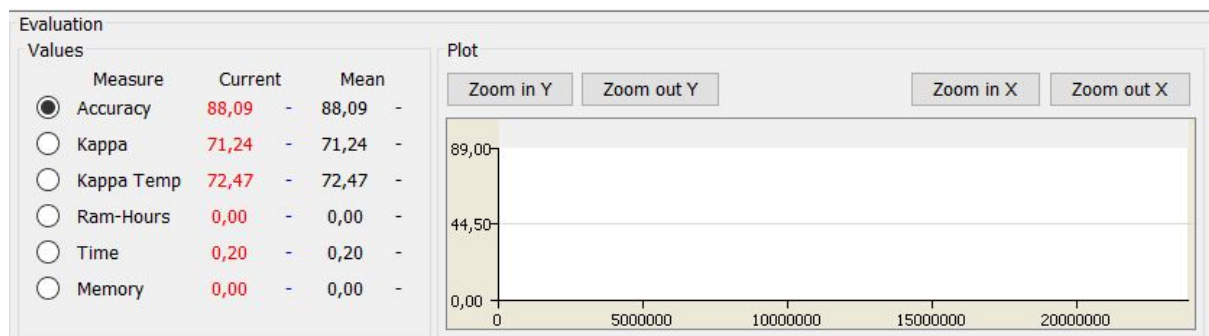 Evaluation
Values
Measure Current Mean
Accuracy 88,09 - 88,09 -
Kappa 71,24 - 71,24 -
Kappa Temp 72,47 - 72,47 -
Ram-Hours 0,00 - 0,00 -
Time 0,20 - 0,20 -
Memory 0,00 - 0,00 -
Plot
Zoom in Y Zoom out Y Zoom in X Zoom out X
89,00
44,50
0,00
0 5000000 10000000 15000000 20000000